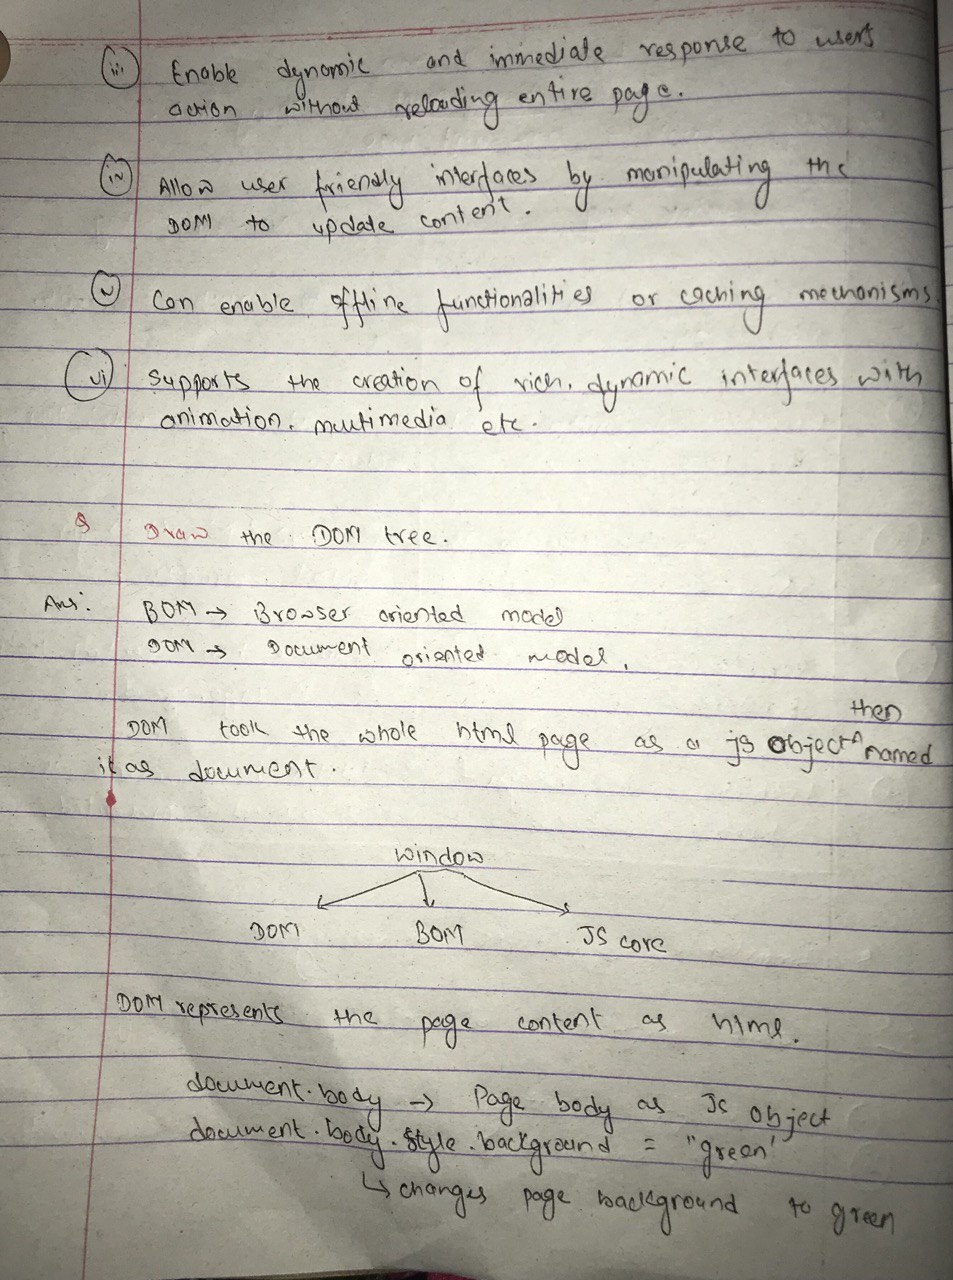 (iii) Enable dynamic and immediate response to users
action without reloading entire page.
(iv) Allow user friendly interfaces by manipulating the
DOM to update content.
(v) Can enable offline functionalities or caching mechanisms.
(vi) Supports the creation of rich, dynamic interfaces with
animation, multimedia etc.
Q Draw the DOM tree.
Ans: BOM → Browser oriented model
DOM → Document oriented model.
then
DOM took the whole html page as a js object^ named
it as document.
window
DOM BOM JS core
DOM represents the page content as html.
document.body → Page body as JS object
document.body.style.background = "green'
↳ changes page background to green